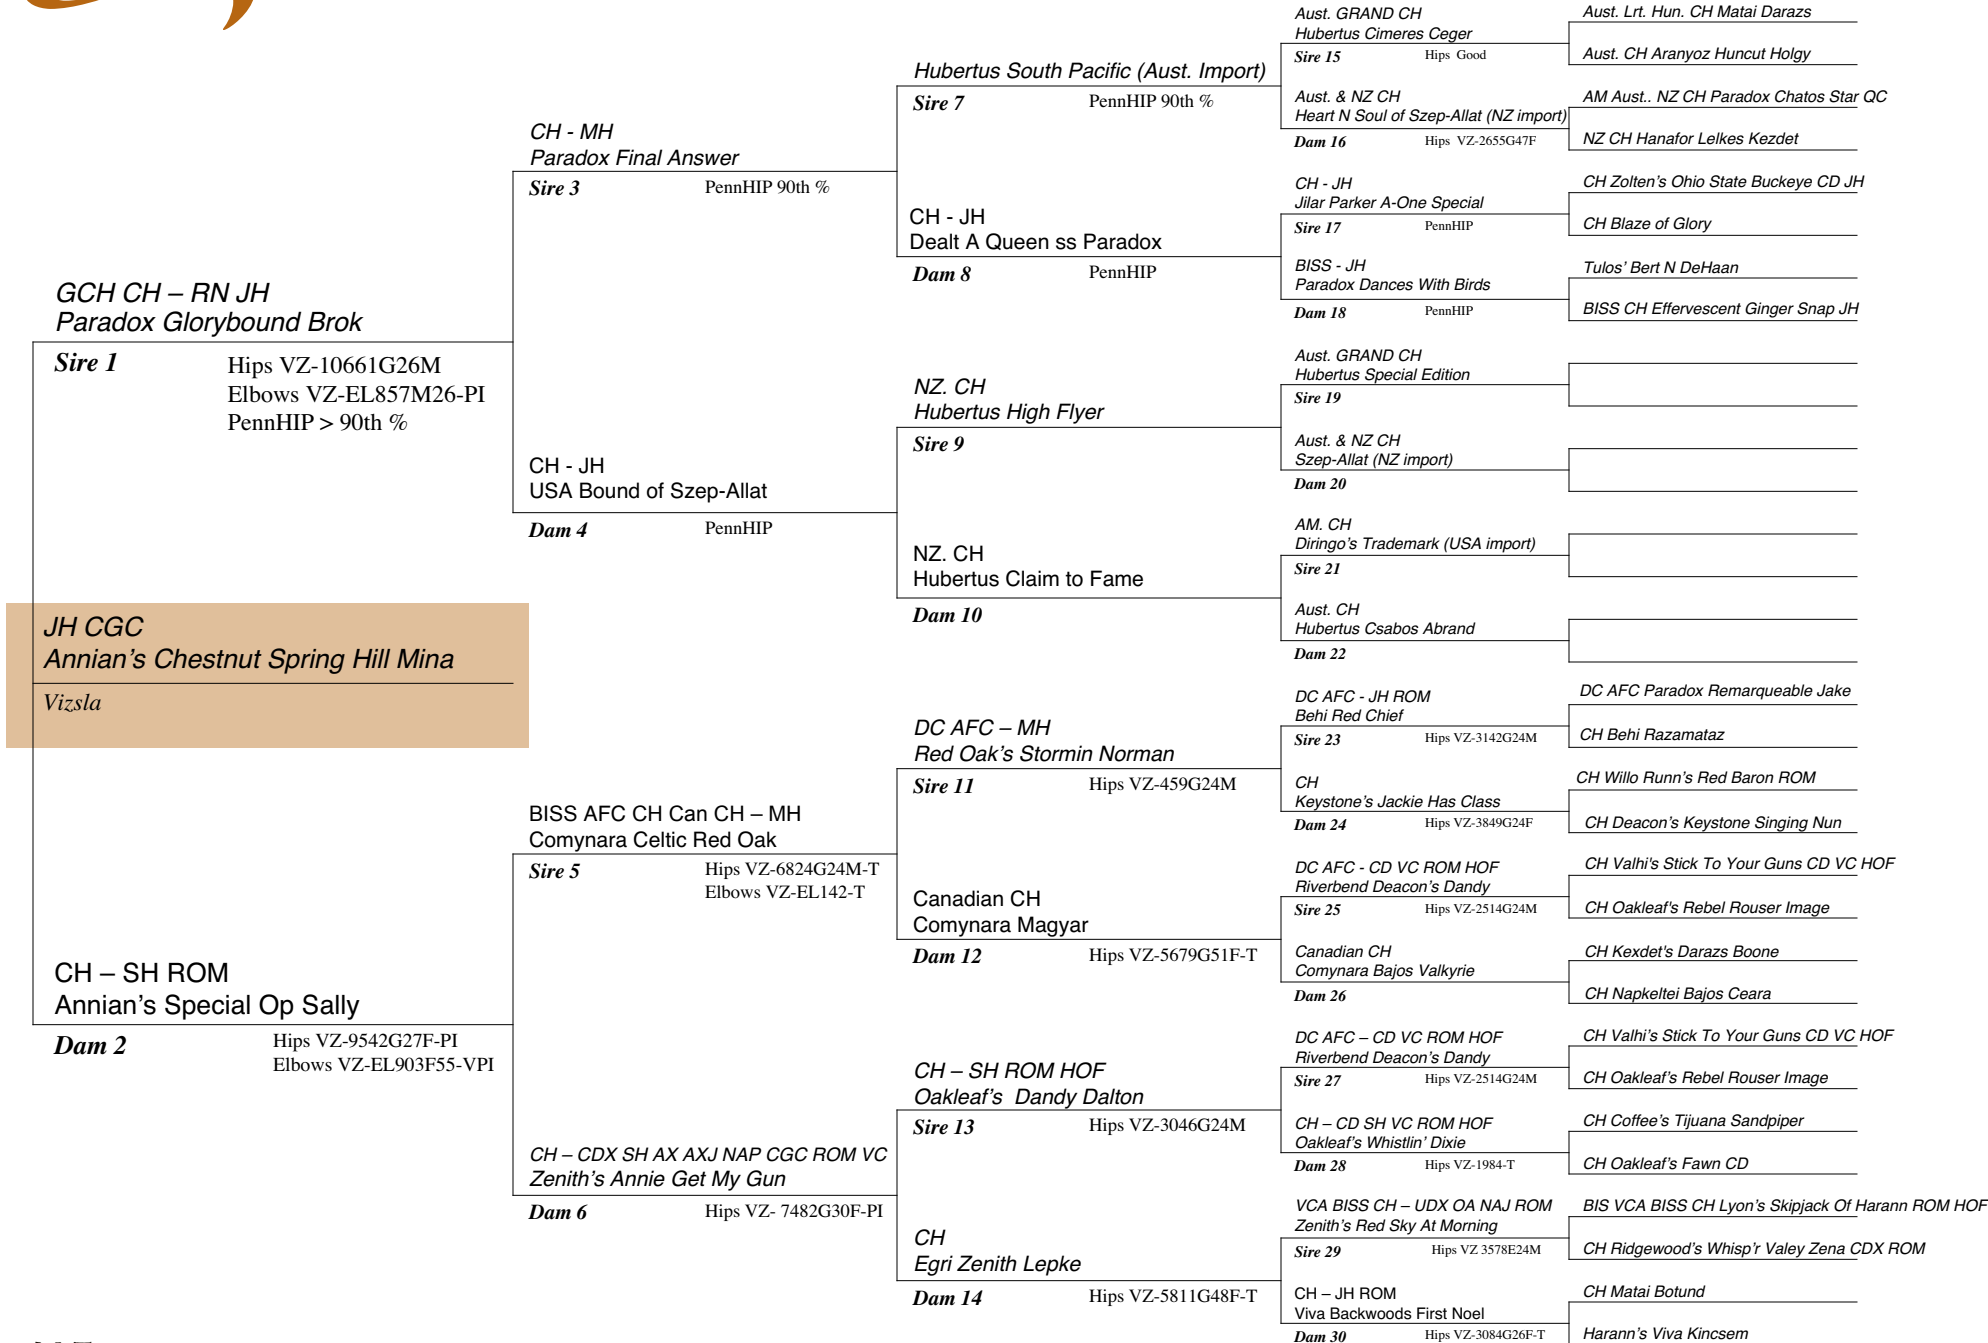 GCH CH – RN JH
Paradox Glorybound Brok
Sire 1
Hips VZ-10661G26M
Elbows VZ-EL857M26-PI
PennHIP > 90th %
JH CGC
Annian’s Chestnut Spring Hill Mina
Vizsla
CH – SH ROM
Annian’s Special Op Sally
Dam 2
Hips VZ-9542G27F-PI
Elbows VZ-EL903F55-VPI
CH - MH
Paradox Final Answer
Sire 3
PennHIP 90th %
CH - JH
USA Bound of Szep-Allat
Dam 4
PennHIP
BISS AFC CH Can CH – MH
Comynara Celtic Red Oak
Sire 5
Hips VZ-6824G24M-T
Elbows VZ-EL142-T
CH – CDX SH AX AXJ NAP CGC ROM VC
Zenith’s Annie Get My Gun
Dam 6
Hips VZ- 7482G30F-PI
Hubertus South Pacific (Aust. Import)
Sire 7
PennHIP 90th %
CH - JH
Dealt A Queen ss Paradox
Dam 8
PennHIP
NZ. CH
Hubertus High Flyer
Sire 9
NZ. CH
Hubertus Claim to Fame
Dam 10
DC AFC – MH
Red Oak’s Stormin Norman
Sire 11
Hips VZ-459G24M
Canadian CH
Comynara Magyar
Dam 12
Hips VZ-5679G51F-T
CH – SH ROM HOF
Oakleaf’s Dandy Dalton
Sire 13
Hips VZ-3046G24M
CH
Egri Zenith Lepke
Dam 14
Hips VZ-5811G48F-T
Aust. GRAND CH
Hubertus Cimeres Ceger
Sire 15
Hips Good
Aust. & NZ CH
Heart N Soul of Szep-Allat (NZ import)
Dam 16
Hips VZ-2655G47F
CH - JH
Jilar Parker A-One Special
Sire 17
PennHIP
BISS - JH
Paradox Dances With Birds
Dam 18
PennHIP
Aust. GRAND CH
Hubertus Special Edition
Sire 19
Aust. & NZ CH
Szep-Allat (NZ import)
Dam 20
AM. CH
Diringo’s Trademark (USA import)
Sire 21
Aust. CH
Hubertus Csabos Abrand
Dam 22
DC AFC - JH ROM
Behi Red Chief
Sire 23
Hips VZ-3142G24M
CH
Keystone’s Jackie Has Class
Dam 24
Hips VZ-3849G24F
DC AFC - CD VC ROM HOF
Riverbend Deacon’s Dandy
Sire 25
Hips VZ-2514G24M
Canadian CH
Comynara Bajos Valkyrie
Dam 26
DC AFC – CD VC ROM HOF
Riverbend Deacon’s Dandy
Sire 27
Hips VZ-2514G24M
CH – CD SH VC ROM HOF
Oakleaf’s Whistlin’ Dixie
Dam 28
Hips VZ-1984-T
VCA BISS CH – UDX OA NAJ ROM
Zenith’s Red Sky At Morning
Sire 29
Hips VZ 3578E24M
CH – JH ROM
Viva Backwoods First Noel
Dam 30
Hips VZ-3084G26F-T
Aust. Lrt. Hun. CH Matai Darazs
Aust. CH Aranyoz Huncut Holgy
AM Aust.. NZ CH Paradox Chatos Star QC
NZ CH Hanafor Lelkes Kezdet
CH Zolten’s Ohio State Buckeye CD JH
CH Blaze of Glory
Tulos’ Bert N DeHaan
BISS CH Effervescent Ginger Snap JH
DC AFC Paradox Remarqueable Jake
CH Behi Razamataz
CH Willo Runn’s Red Baron ROM
CH Deacon’s Keystone Singing Nun
CH Valhi’s Stick To Your Guns CD VC HOF
CH Oakleaf's Rebel Rouser Image
CH Kexdet’s Darazs Boone
CH Napkeltei Bajos Ceara
CH Valhi’s Stick To Your Guns CD VC HOF
CH Oakleaf’s Rebel Rouser Image
CH Coffee’s Tijuana Sandpiper
CH Oakleaf’s Fawn CD
BIS VCA BISS CH Lyon’s Skipjack Of Harann ROM HOF
CH Ridgewood’s Whisp’r Valey Zena CDX ROM
CH Matai Botund
Harann’s Viva Kincsem